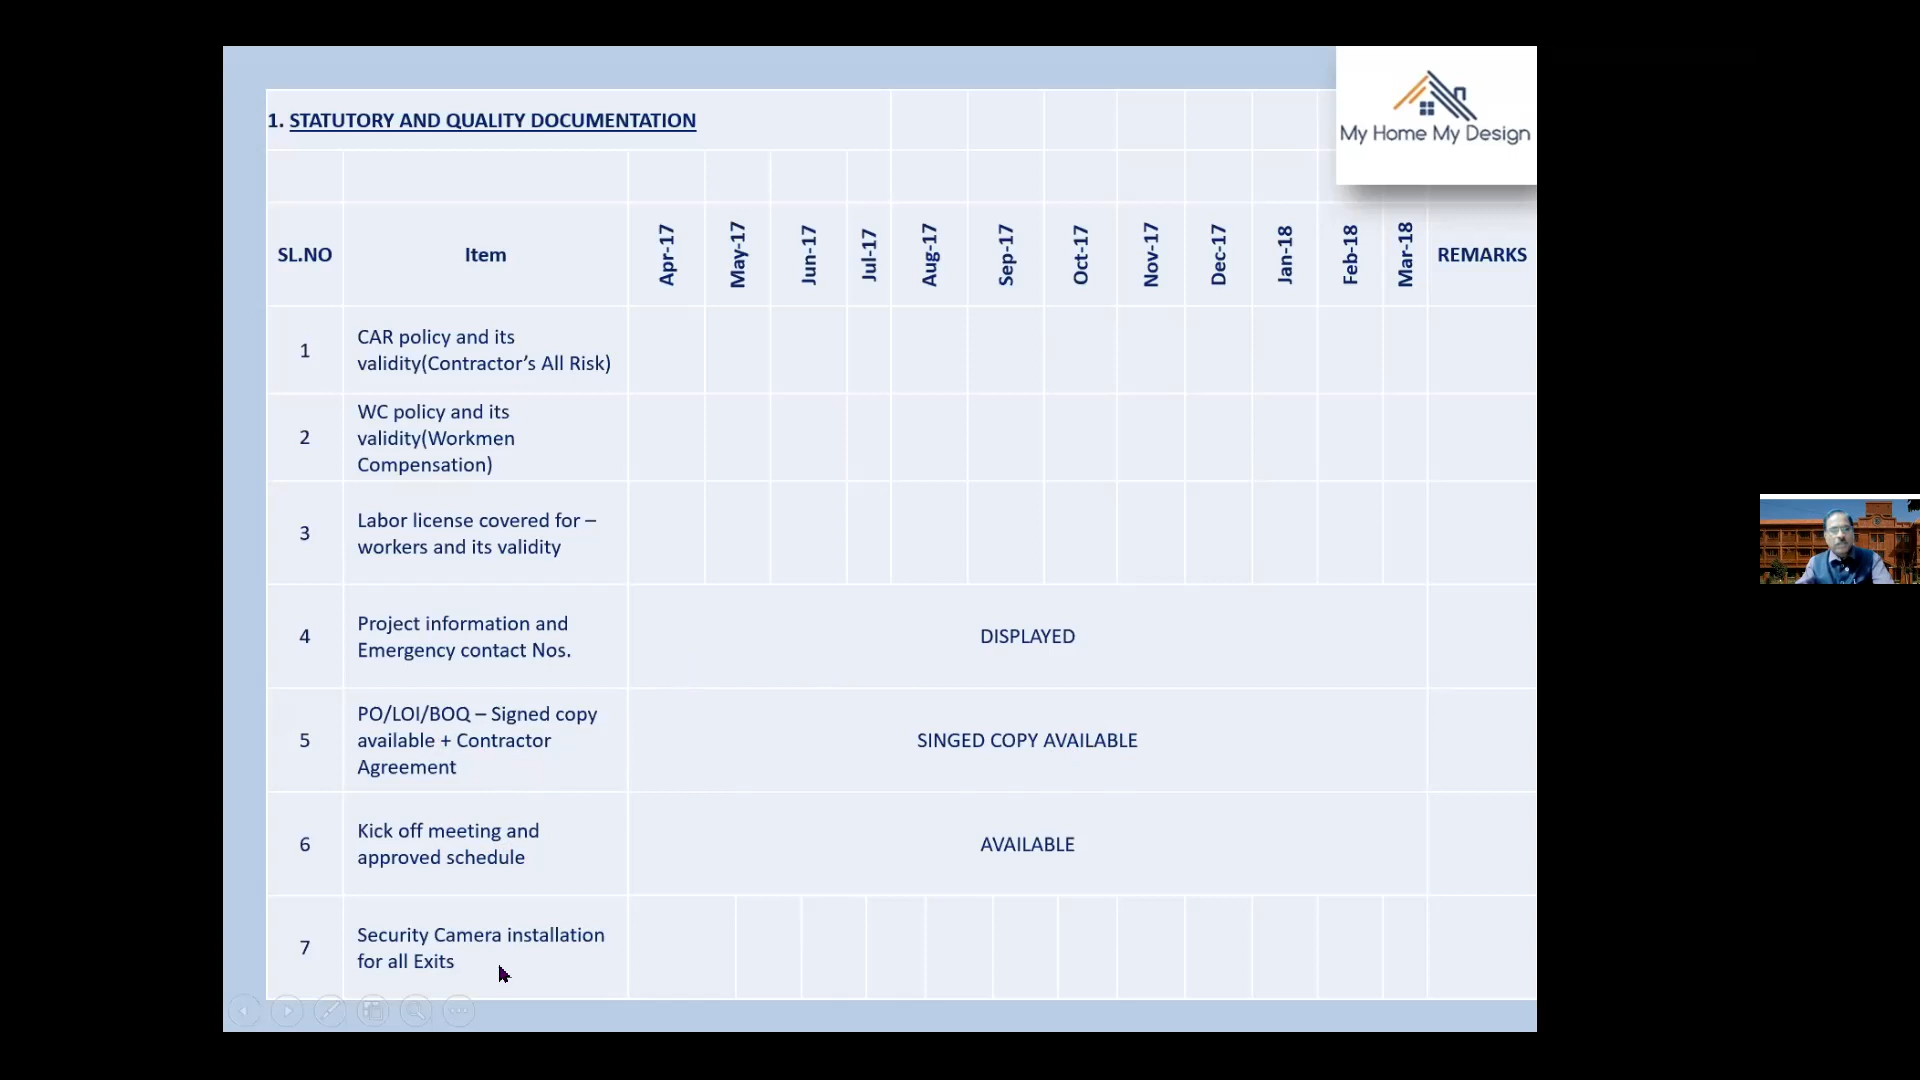 1. STATUTORY AND QUALITY DOCUMENTATION
My Home My Design
SL.NO
Item
Apr-17
May-17
Jun-17
Jul-17
Aug-17
Sep-17
Oct-17
Nov-17
Dec-17
Jan-18
Feb-18
Mar-18
REMARKS
1
CAR policy and its
validity(Contractor’s All Risk)
2
WC policy and its
validity(Workmen
Compensation)
3
Labor license covered for –
workers and its validity
4
Project information and
Emergency contact Nos.
DISPLAYED
5
PO/LOI/BOQ – Signed copy
available + Contractor
Agreement
SINGED COPY AVAILABLE
6
Kick off meeting and
approved schedule
AVAILABLE
7
Security Camera installation
for all Exits